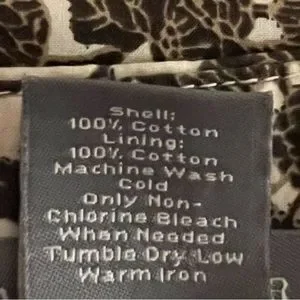 Shell:
100% Cotton
Lining:
100% Cotton
Machine Wash
Cold
Only Non-
Chlorine Bleach
When Needed
Tumble Dry Low
Warm Iron